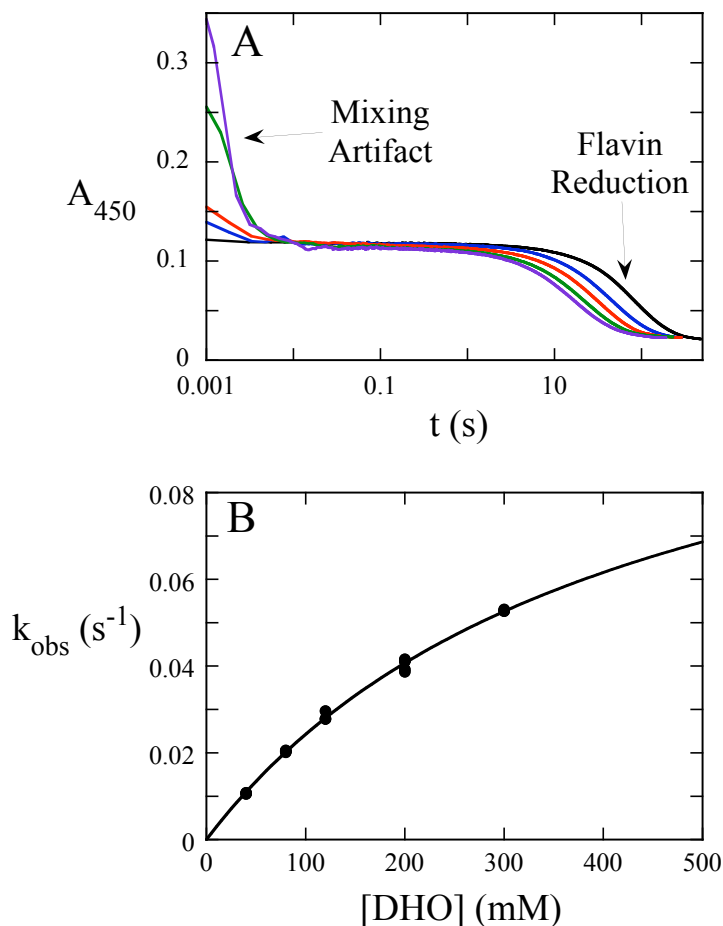 A
0.3
Mixing
Artifact
Flavin
Reduction
0.2
A450
0.1
0
0.001
0.1
10
t (s)
B
0.08
0.06
kobs (s-1)
0.04
0.02
0
0
100
200
300
400
500
[DHO] (mM)